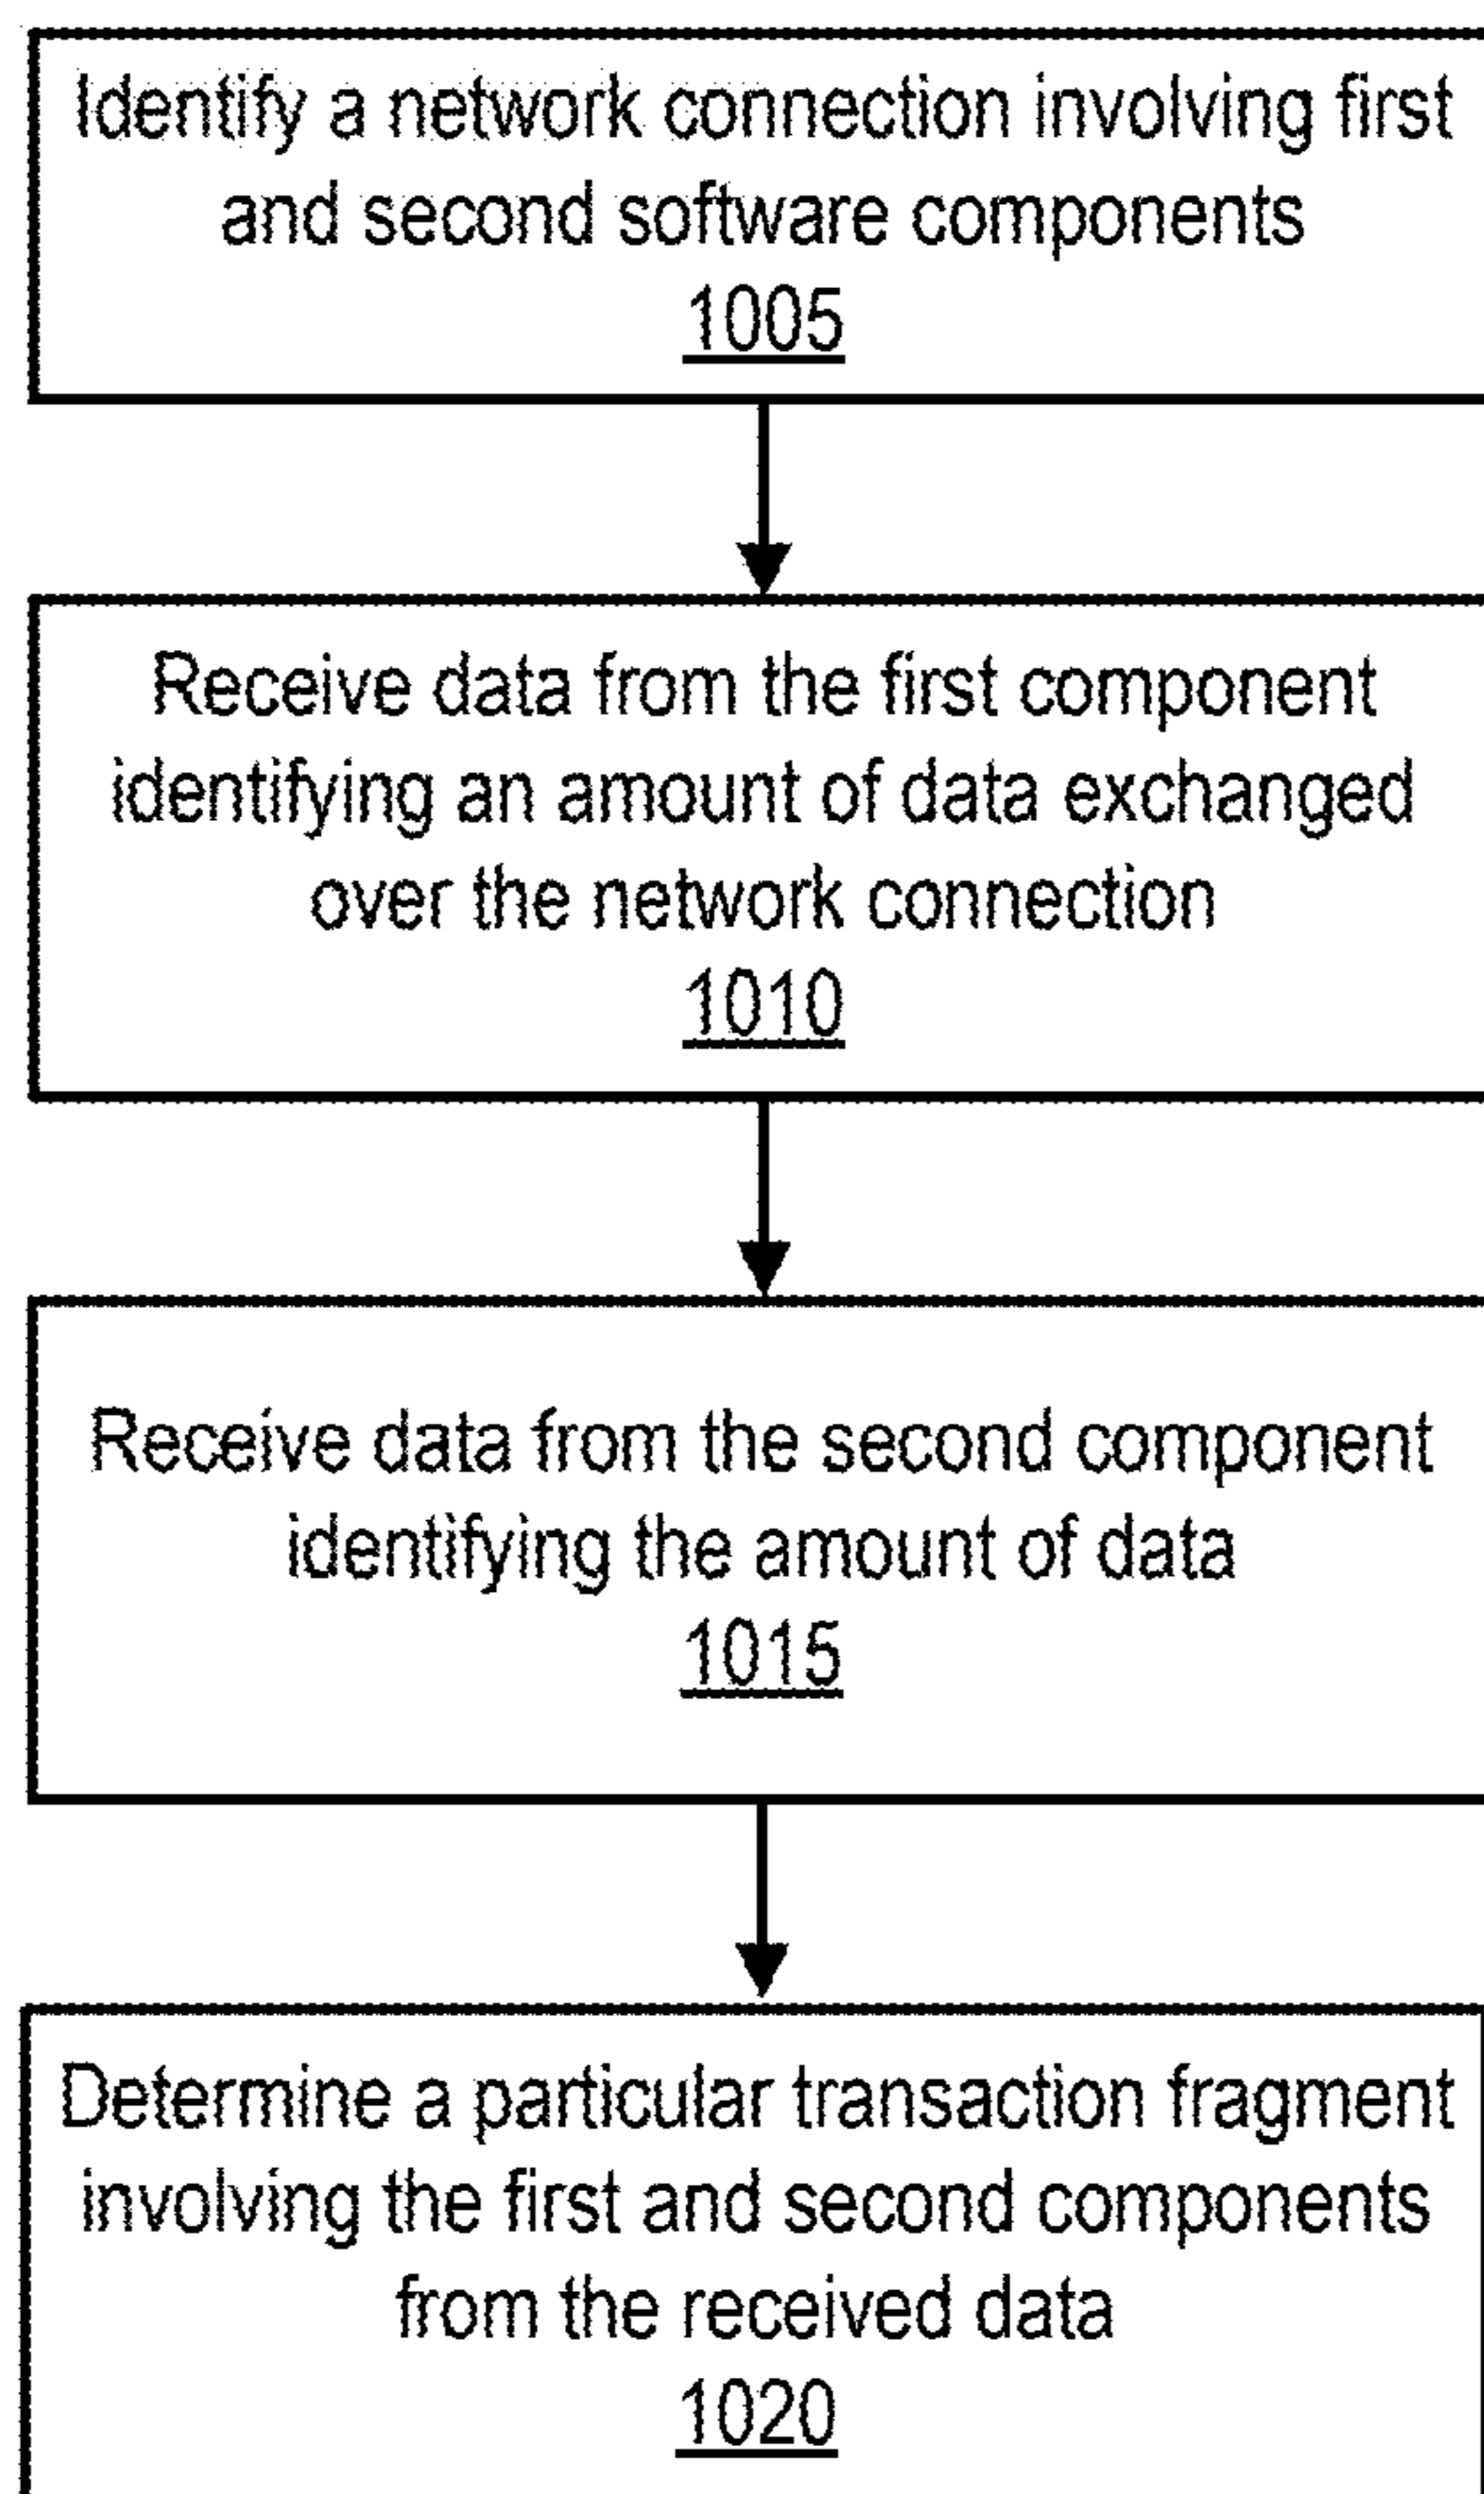 Identify a network connection involving first
and second software components
1005
Receive data from the first component
identifying an amount of data exchanged
over the network connection
1010
Receive data from the second component
identifying the amount of data
1015
Determine a particular transaction fragment
involving the first and second components
from the received data
1020